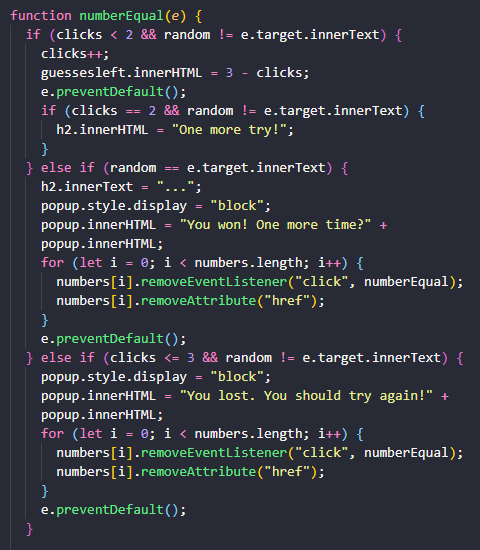 function numberEqual(e) {
if (clicks < 2 && random != e.target.innerText) {
clicks++;
guessesleft.innerHTML = 3 - clicks;
e.preventDefault();
if (clicks == 2 && random != e.target.innerText) {
h2.innerHTML = "One more try!";
}
} else if (random == e.target.innerText) {
h2.innerText = "...";
popup.style.display = "block";
popup.innerHTML = "You won! One more time?" +
popup.innerHTML;
for (let i = 0; i < numbers.length; i++) {
numbers[i].removeEventListener("click", numberEqual);
numbers[i].removeAttribute("href");
}
e.preventDefault();
} else if (clicks <= 3 && random != e.target.innerText) {
popup.style.display = "block";
popup.innerHTML = "You lost. You should try again!" +
popup.innerHTML;
for (let i = 0; i < numbers.length; i++) {
numbers[i].removeEventListener("click", numberEqual);
numbers[i].removeAttribute("href");
}
e.preventDefault();
}